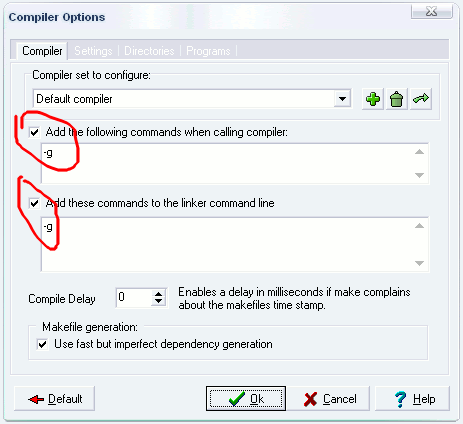 Compiler Options
Compiler Settings Directories Programs
Compiler set to configure:
Default compiler
Add the following commands when calling compiler:
-g
Add these commands to the linker command line
-g
Compile Delay 0 Enables a delay in milliseconds if make complains
about the makefiles time stamp.
Makefile generation:
Use fast but imperfect dependency generation
Default Ok Cancel Help